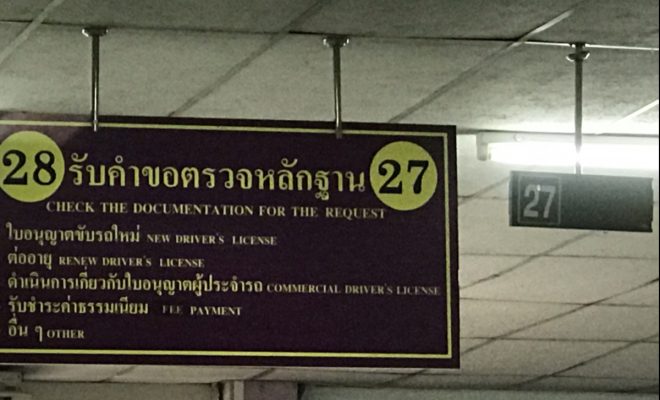 28 รับคำขอตรวจหลักฐาน 27
CHECK THE DOCUMENTATION FOR THE REQUEST
ใบอนุญาตขับรถใหม่ NEW DRIVER'S LICENSE
ต่ออายุ RENEW DRIVER'S LICENSE
ดำเนินการเกี่ยวกับใบอนุญาตผู้ประจำรถ COMMERCIAL DRIVER'S LICENSE
รับชำระค่าธรรมเนียม FEE PAYMENT
อื่น ๆ OTHER
27